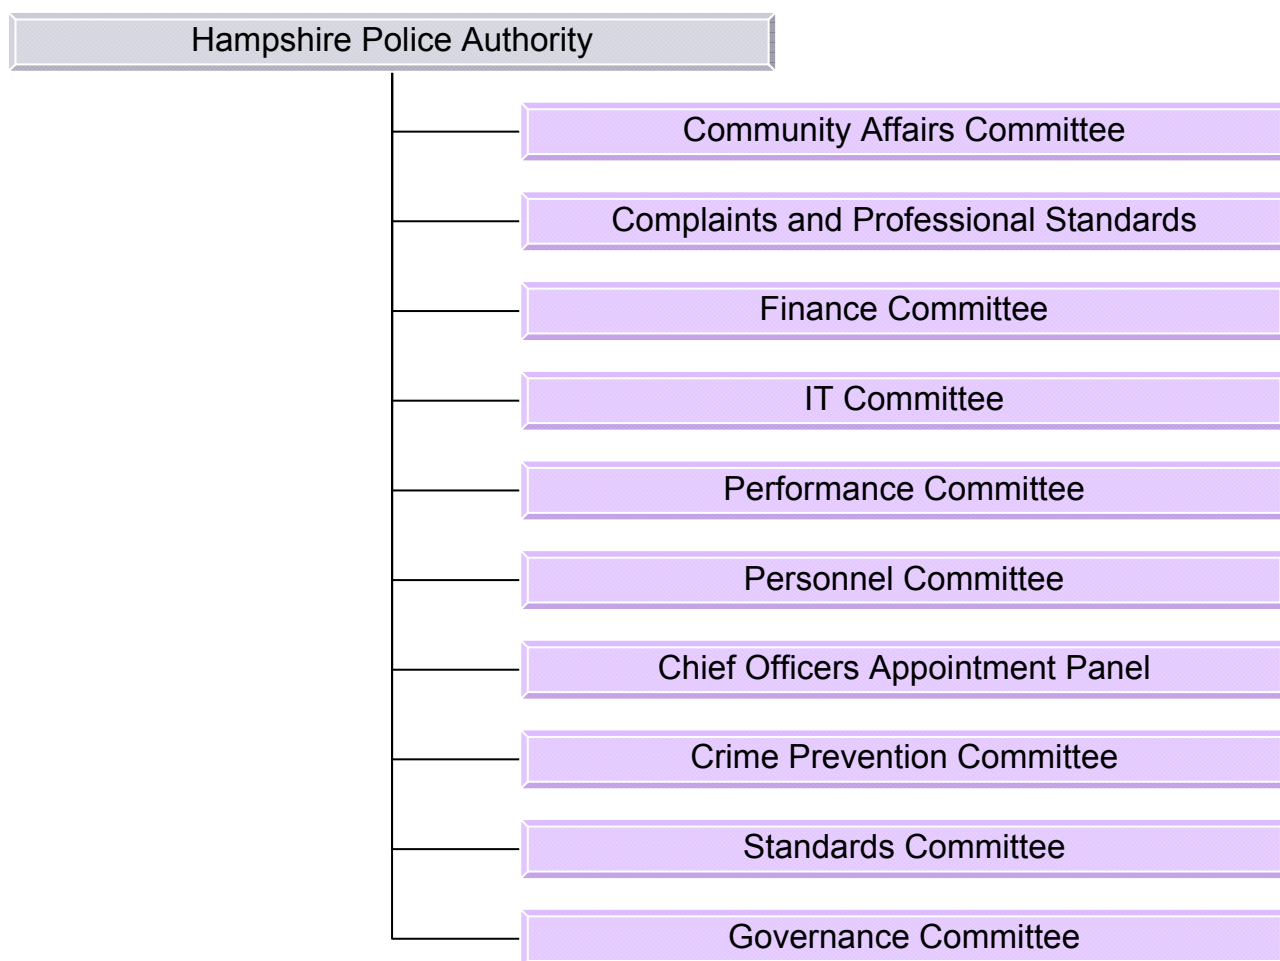 Hampshire Police Authority
Community Affairs Committee
Complaints and Professional Standards
Finance Committee
IT Committee
Performance Committee
Personnel Committee
Chief Officers Appointment Panel
Crime Prevention Committee
Standards Committee
Governance Committee